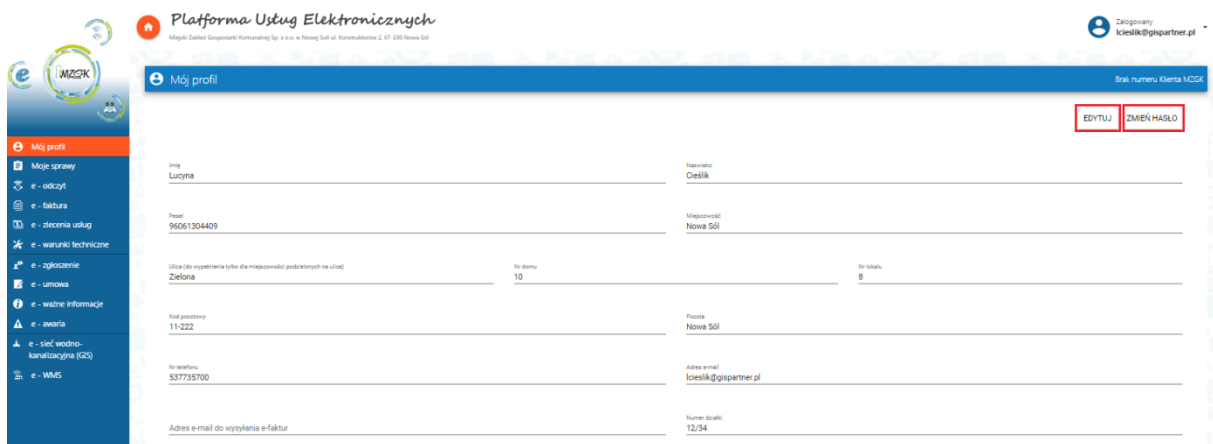 Platforma Usług Elektronicznych
Miejski Zakład Gospodarki Komunalnej Sp. z o.o. w Nowej Soli ul. Konstruktorów 2, 67-100 Nowa Sól
Zalogowany
lcieslik@gispartner.pl
e
MZGK
Mój profil
Brak numeru Klienta MZGK
EDYTUJ
ZMIEŃ HASŁO
Mój profil
Moje sprawy
e - odczyt
e - faktura
e - zlecenia usług
e - warunki techniczne
e - zgłoszenie
e - umowa
e - ważne informacje
e - awaria
e - sieć wodno-
kanalizacyjna (GIS)
e - WMS
Imię
Lucyna
Nazwisko
Cieślik
Pesel
96061304409
Miejscowość
Nowa Sól
Ulica (do wypełnienia tylko dla miejscowości podzielonych na ulice)
Zielona
Nr domu
10
Nr lokalu
8
Kod pocztowy
11-222
Poczta
Nowa Sól
Nr telefonu
537735700
Adres e-mail
lcieslik@gispartner.pl
Adres e-mail do wysyłania e-faktur
Numer działki
12/34